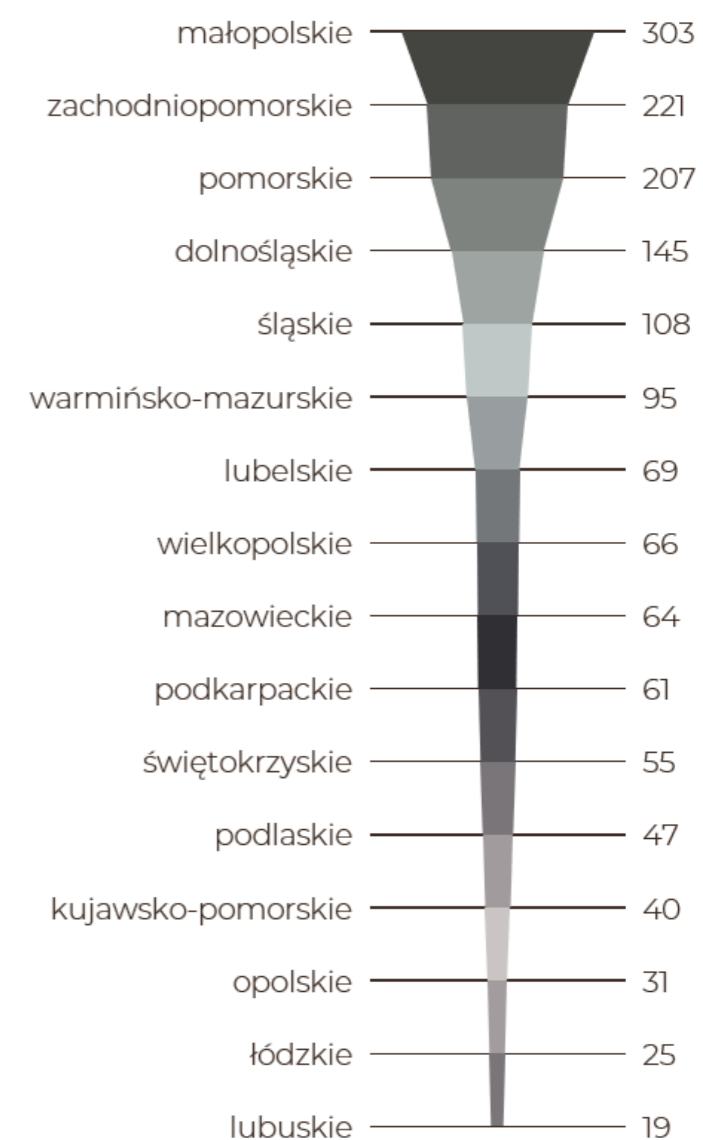 małopolskie 303
zachodniopomorskie 221
pomorskie 207
dolnośląskie 145
śląskie 108
warmińsko-mazurskie 95
lubelskie 69
wielkopolskie 66
mazowieckie 64
podkarpackie 61
świętokrzyskie 55
podlaskie 47
kujawsko-pomorskie 40
opolskie 31
łódzkie 25
lubuskie 19